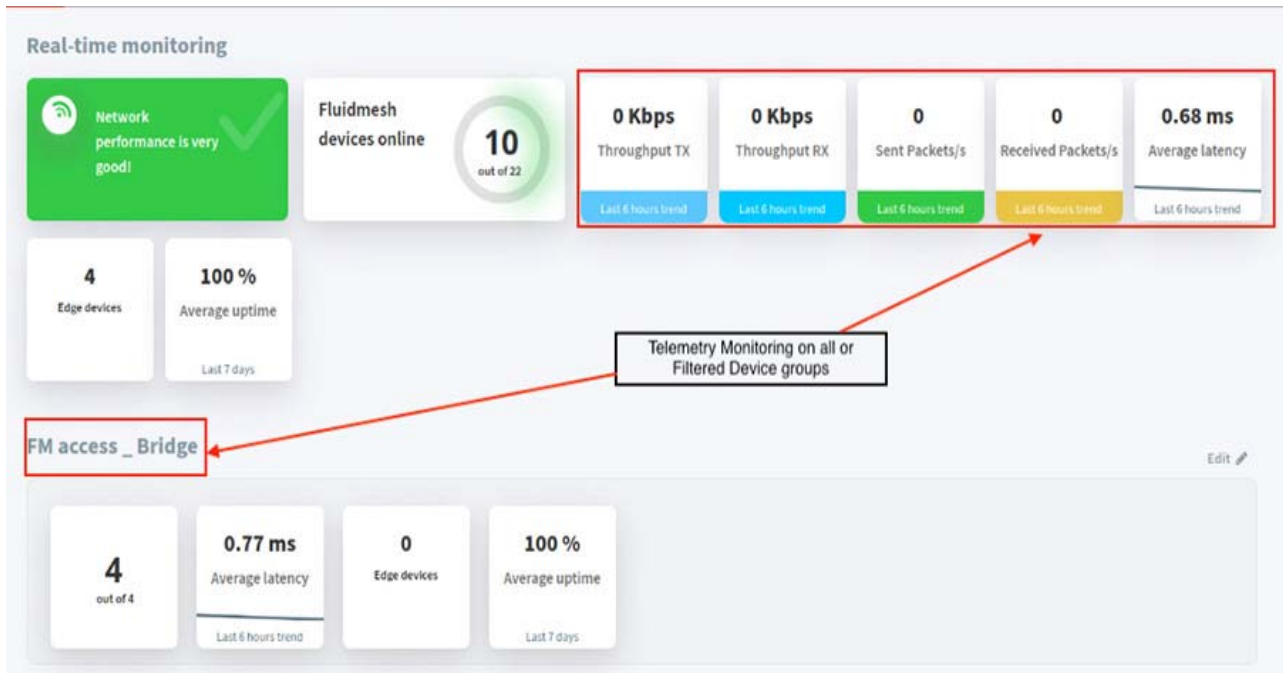 Real-time monitoring
Network
performance is very
good!
Fluidmesh
devices online
10
out of 22
0 Kbps
Throughput TX
Last 6 hours trend
0 Kbps
Throughput RX
Last 6 hours trend
0
Sent Packets/s
Last 6 hours trend
0
Received Packets/s
Last 6 hours trend
0.68 ms
Average latency
Last 6 hours trend
4
Edge devices
100 %
Average uptime
Last 7 days
Telemetry Monitoring on all or
Filtered Device groups
FM access _ Bridge
Edit
4
out of 4
0.77 ms
Average latency
Last 6 hours trend
0
Edge devices
100 %
Average uptime
Last 7 days